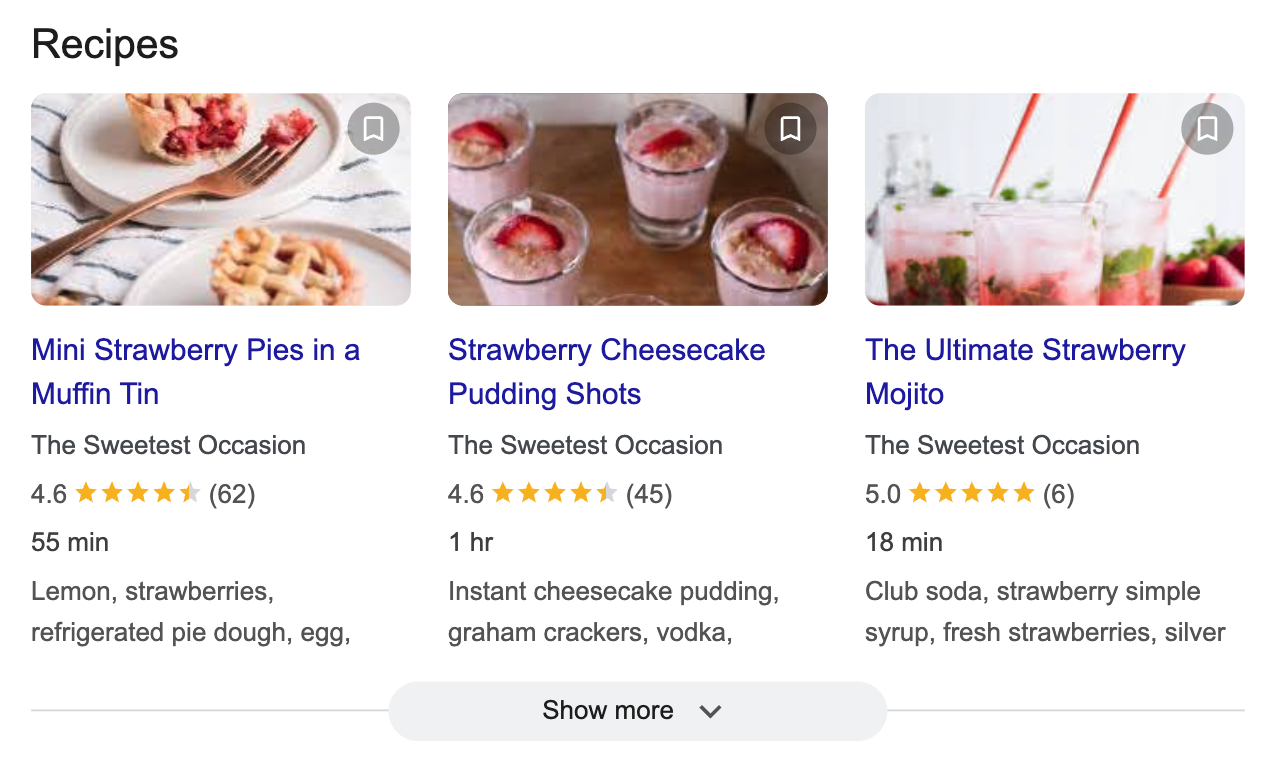 Recipes
Mini Strawberry Pies in a
Muffin Tin
The Sweetest Occasion
4.6 (62)
55 min
Lemon, strawberries,
refrigerated pie dough, egg,
Strawberry Cheesecake
Pudding Shots
The Sweetest Occasion
4.6 (45)
1 hr
Instant cheesecake pudding,
graham crackers, vodka,
The Ultimate Strawberry
Mojito
The Sweetest Occasion
5.0 (6)
18 min
Club soda, strawberry simple
syrup, fresh strawberries, silver
Show more